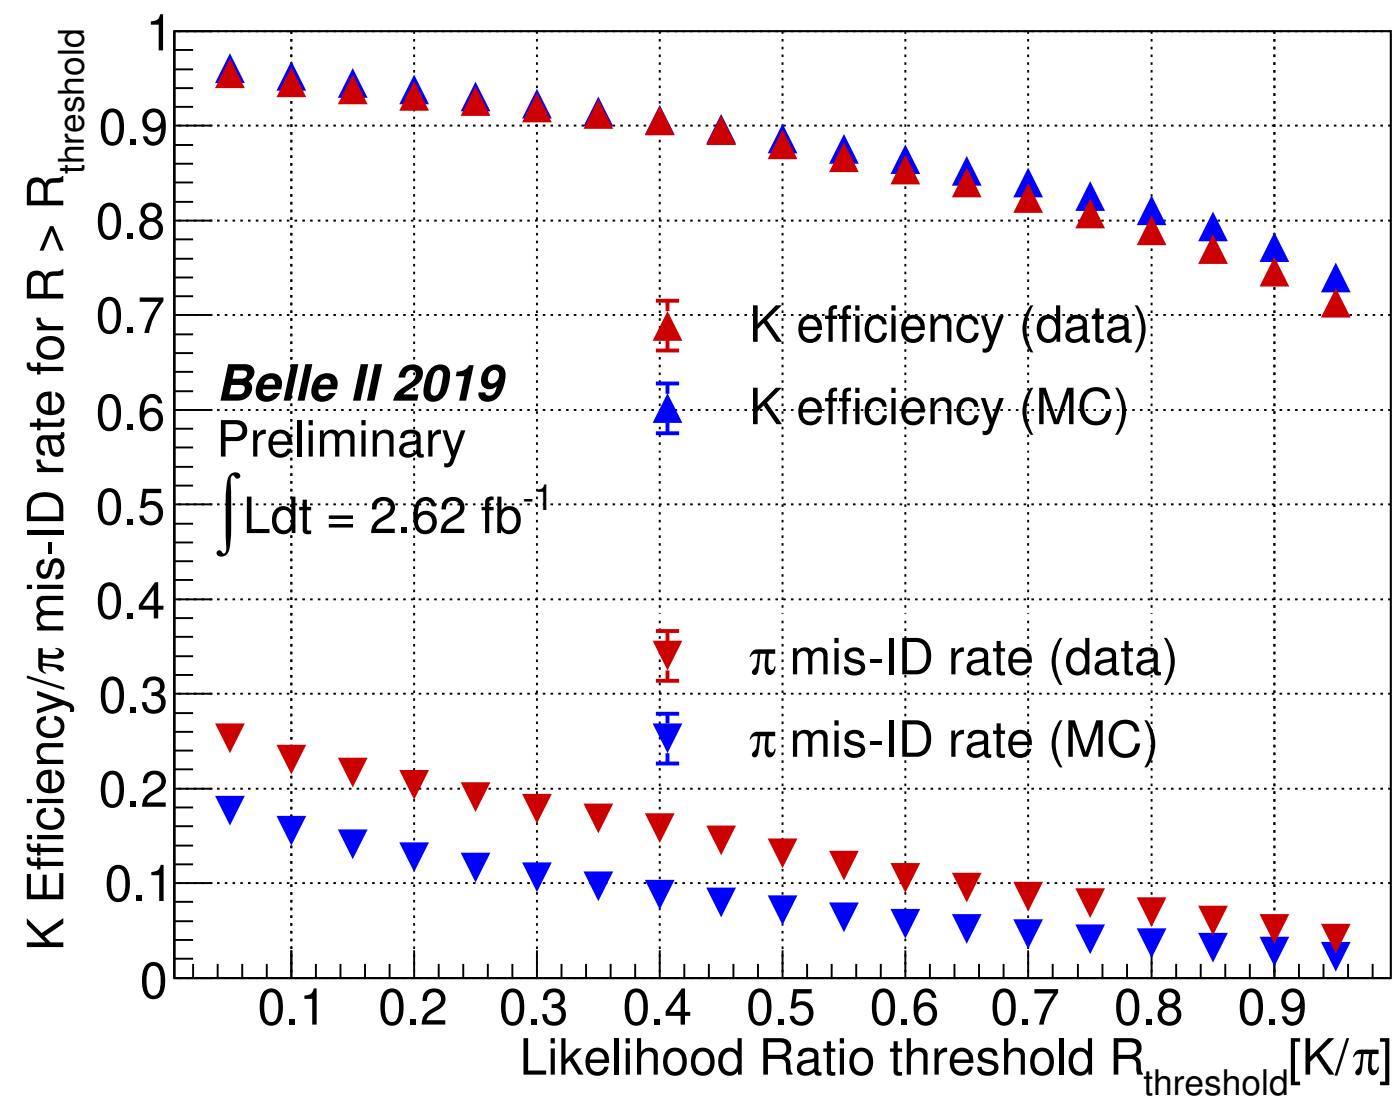 K Efficiency/π mis-ID rate for R > R_threshold
1
0.9
0.8
0.7
0.6
0.5
0.4
0.3
0.2
0.1
0
K efficiency (data)
K efficiency (MC)
Belle II 2019
Preliminary
∫Ldt = 2.62 fb⁻¹
π mis-ID rate (data)
π mis-ID rate (MC)
0.1 0.2 0.3 0.4 0.5 0.6 0.7 0.8 0.9
Likelihood Ratio threshold R_threshold[K/π]